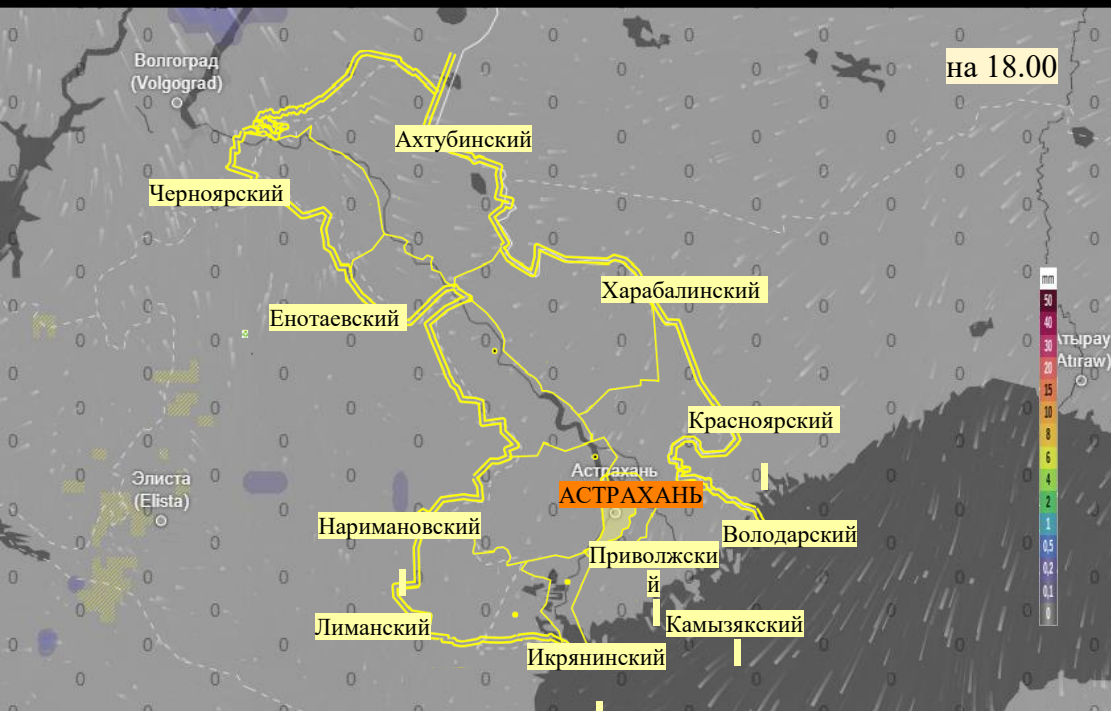 на 18.00
Волгоград
(Volgograd)
Ахтубинский
Черноярский
Харабалинский
Енотаевский
mm
50
40
30
20
15
10
8
6
4
2
1
0,5
0,2
0,1
0
тырау
Atıraw)
Красноярский
Элиста
(Elista)
Астрахань
АСТРАХАНЬ
Наримановский
Володарский
Приволжски
й
Лиманский
Камызякский
Икрянинский